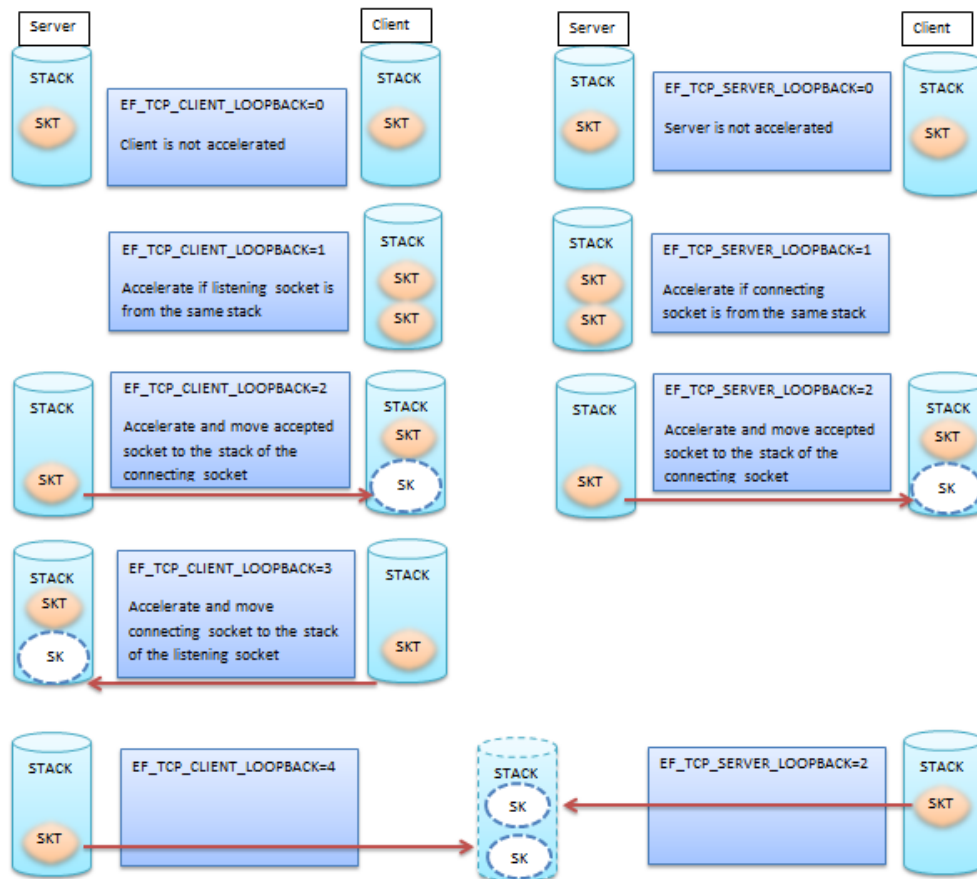 Server
Client
Server
Client
STACK
SKT
EF_TCP_CLIENT_LOOPBACK=0
Client is not accelerated
STACK
SKT
STACK
SKT
EF_TCP_SERVER_LOOPBACK=0
Server is not accelerated
STACK
SKT
EF_TCP_CLIENT_LOOPBACK=1
Accelerate if listening socket is
from the same stack
STACK
SKT
SKT
STACK
SKT
SKT
EF_TCP_SERVER_LOOPBACK=1
Accelerate if connecting
socket is from the same stack
STACK
SKT
EF_TCP_CLIENT_LOOPBACK=2
Accelerate and move accepted
socket to the stack of the
connecting socket
STACK
SKT
SK
STACK
SKT
EF_TCP_SERVER_LOOPBACK=2
Accelerate and move accepted
socket to the stack of the
connecting socket
STACK
SKT
SK
STACK
SKT
SK
EF_TCP_CLIENT_LOOPBACK=3
Accelerate and move
connecting socket to the stack
of the listening socket
STACK
SKT
STACK
SKT
EF_TCP_CLIENT_LOOPBACK=4
STACK
SK
SK
EF_TCP_SERVER_LOOPBACK=2
STACK
SKT